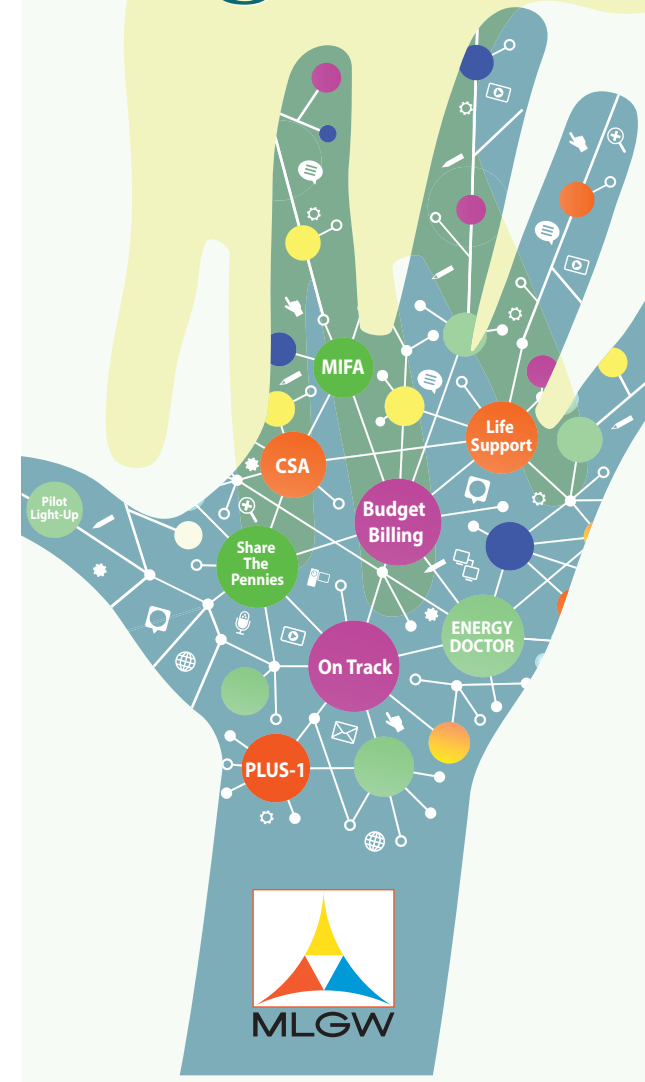 MIFA
Life
Support
CSA
Pilot
Light-Up
Budget
Billing
Share
The
Pennies
ENERGY
DOCTOR
On Track
PLUS-1
MLGW